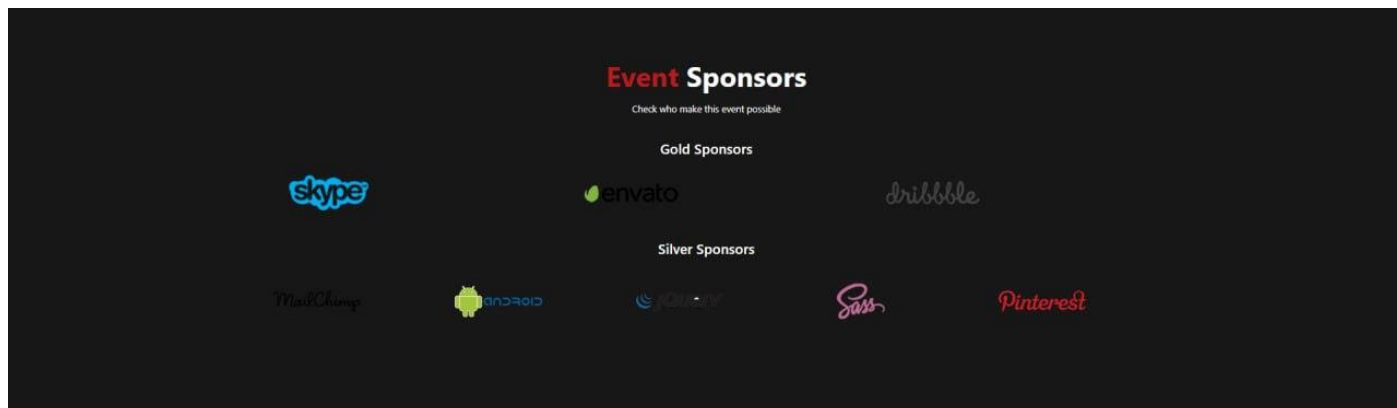 Event Sponsors
Check who make this event possible
Gold Sponsors
skype envato dribbble
Silver Sponsors
MailChimp ANDROID jQuery Sass Pinterest